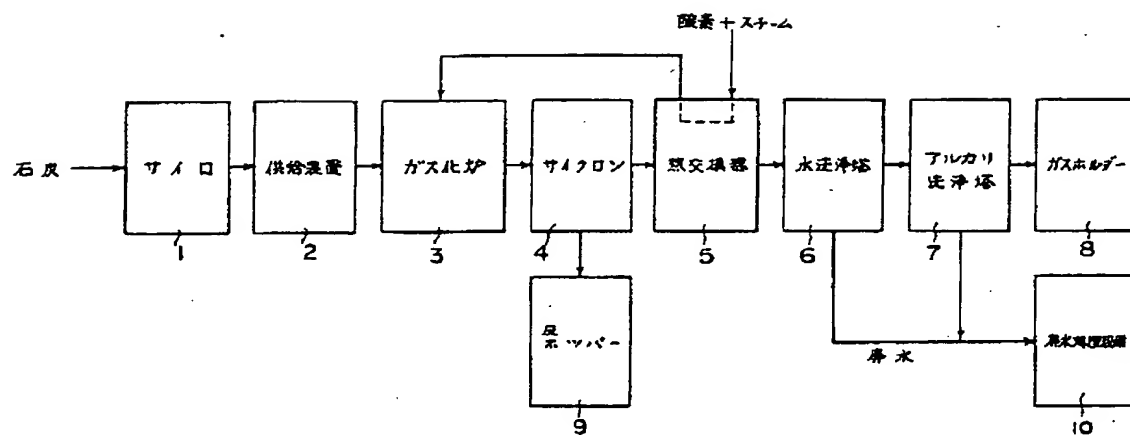 酸素+スチーム
石炭
サイロ
供給装置
ガス化炉
サイクロン
熱交換器
水洗浄塔
アルカリ
洗浄塔
ガスホルダー
1
2
3
4
5
6
7
8
ホッパー
廃水
廃水処理設備
9
10